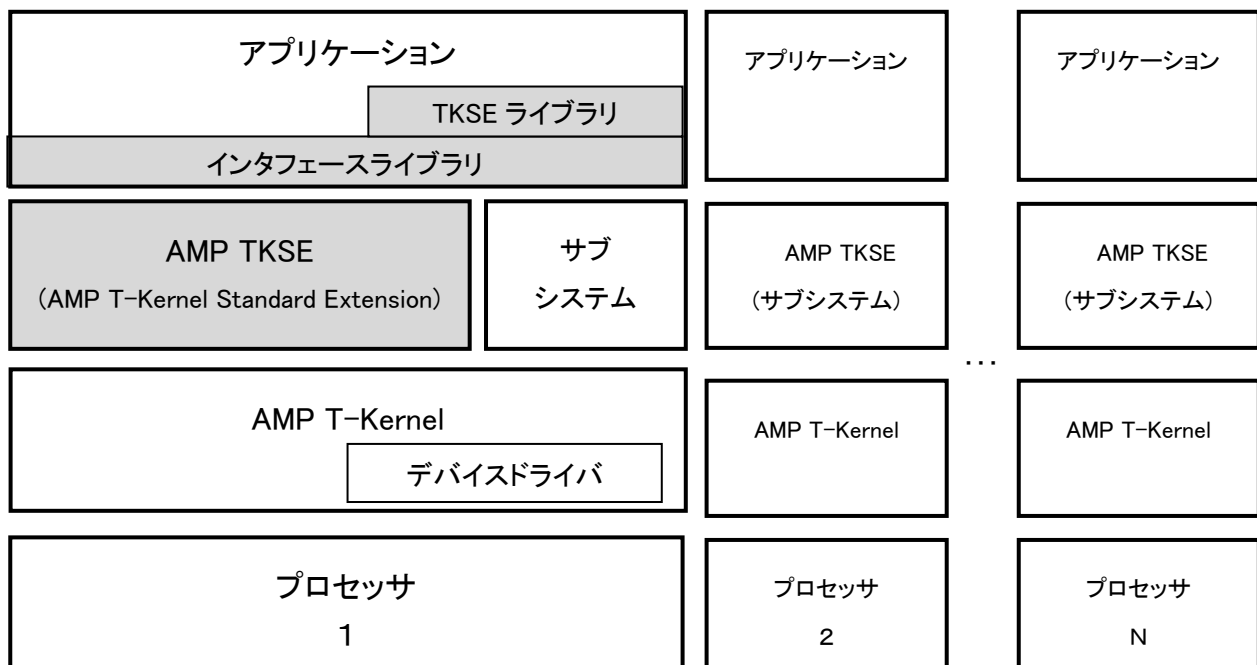 アプリケーション
TKSE ライブラリ
インタフェースライブラリ
AMP TKSE
(AMP T-Kernel Standard Extension)
サブ
システム
AMP T-Kernel
デバイスドライバ
プロセッサ
1
アプリケーション
AMP TKSE
(サブシステム)
AMP T-Kernel
プロセッサ
2
...
アプリケーション
AMP TKSE
(サブシステム)
AMP T-Kernel
プロセッサ
N